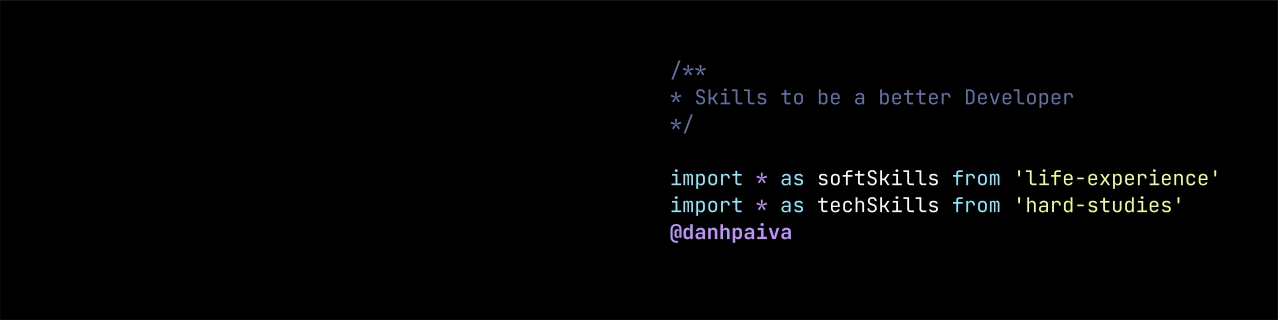 /**
* Skills to be a better Developer
*/
import * as softSkills from 'life-experience'
import * as techSkills from 'hard-studies'
@danhpaiva